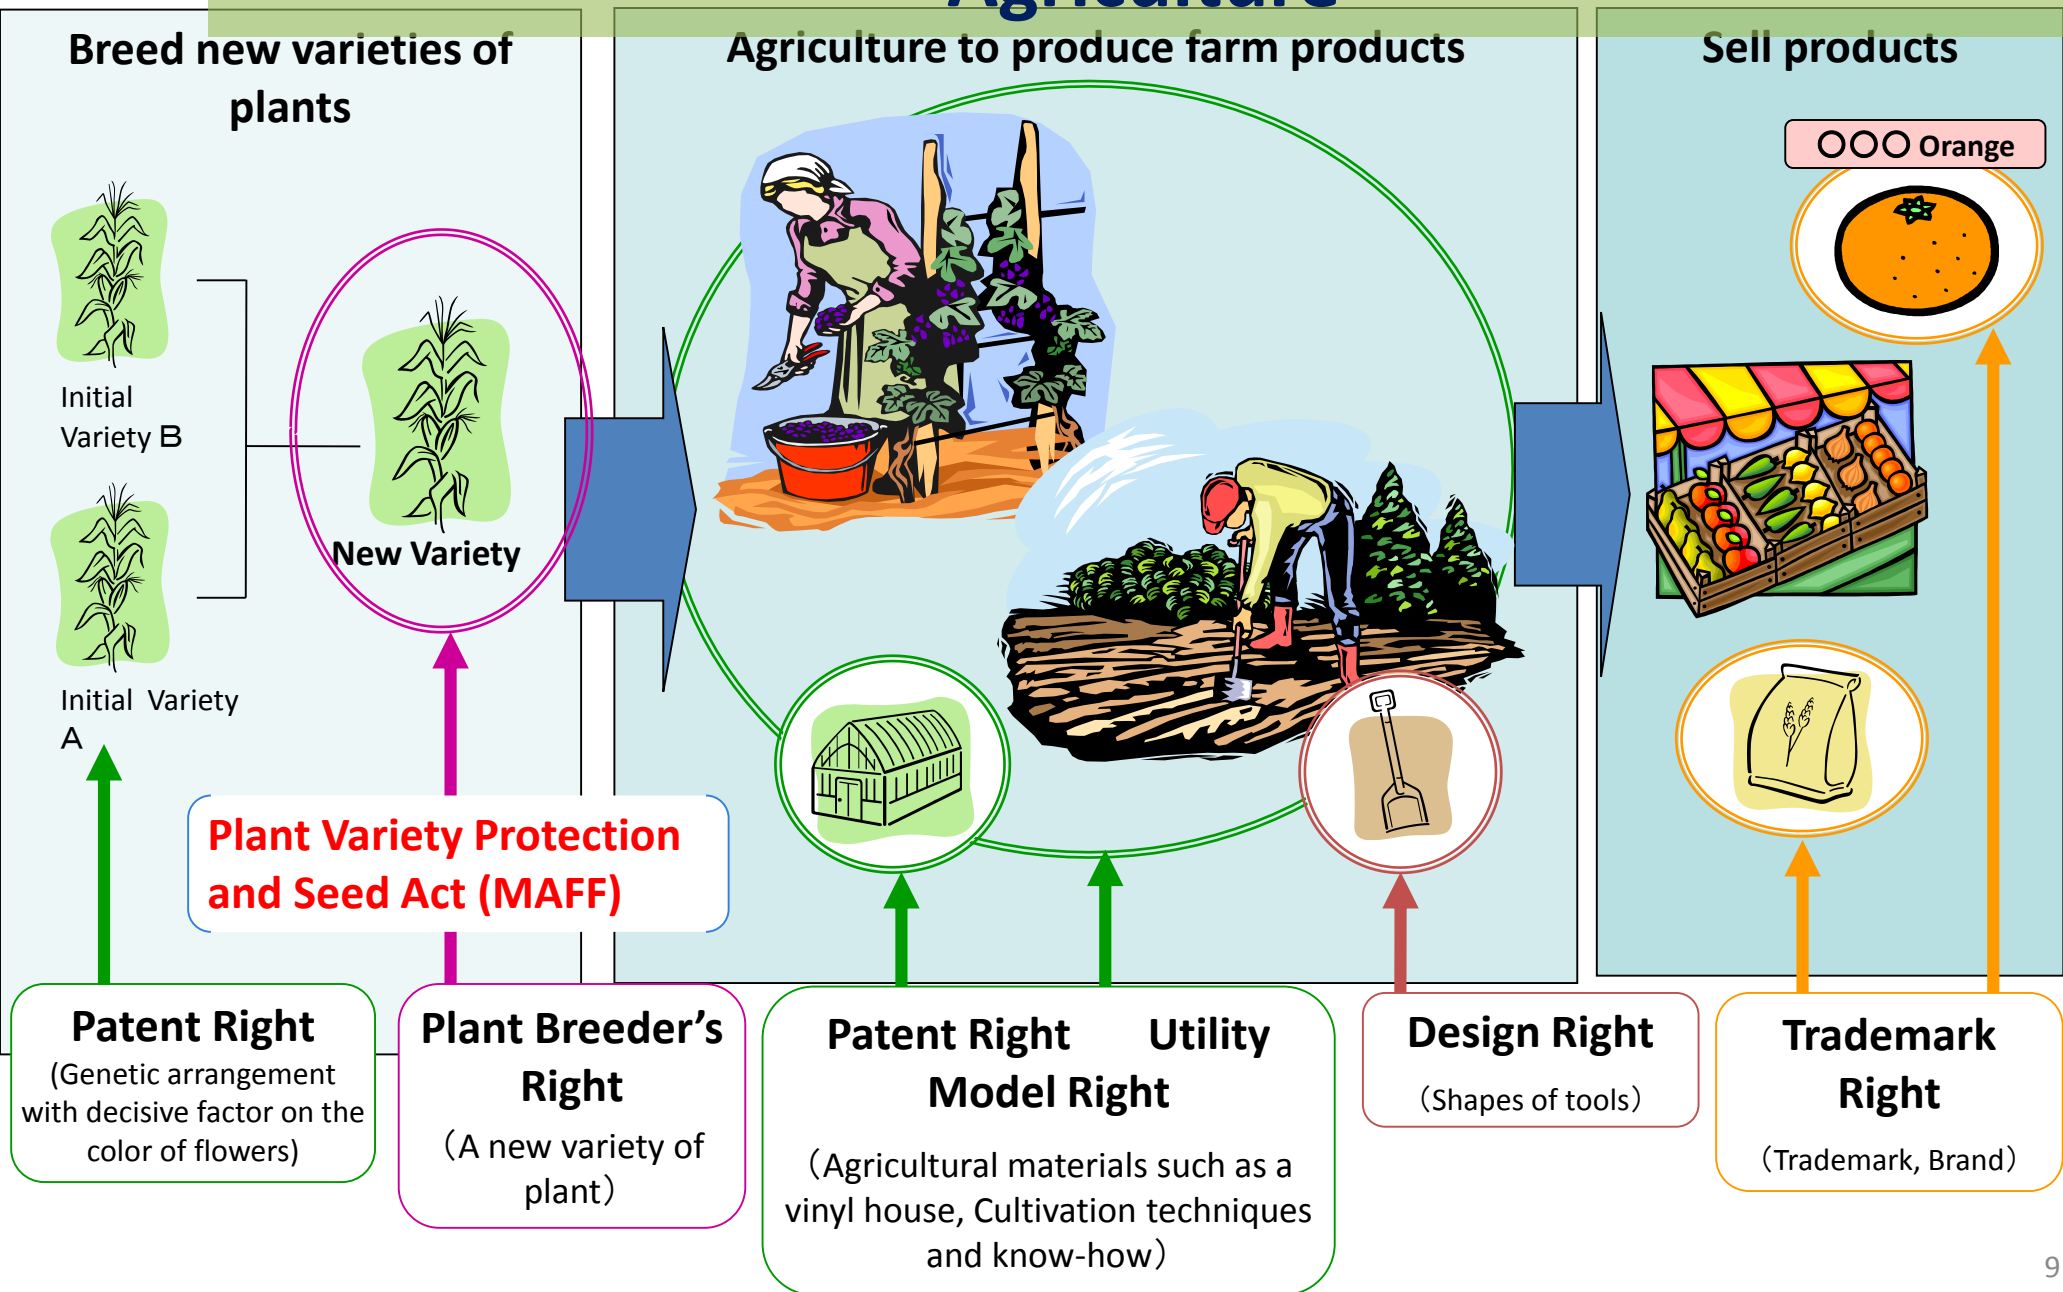 Agriculture
Breed new varieties of
plants
Agriculture to produce farm products
Sell products
○○○ Orange
Initial
Variety B
New Variety
Initial Variety
A
Plant Variety Protection
and Seed Act (MAFF)
Patent Right
(Genetic arrangement
with decisive factor on the
color of flowers)
Plant Breeder’s
Right
（A new variety of
plant）
Patent Right Utility
Model Right
（Agricultural materials such as a
vinyl house, Cultivation techniques
and know-how）
Design Right
（Shapes of tools）
Trademark
Right
（Trademark, Brand）
9